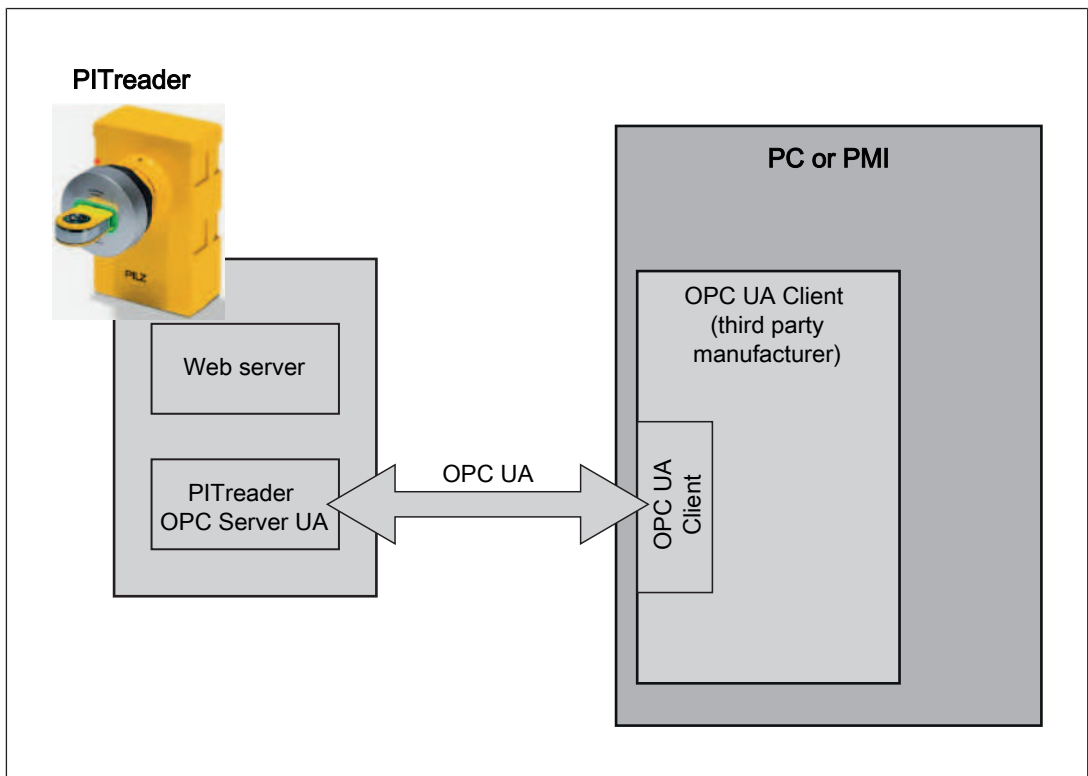 PITreader
PILZ
Web server
PITreader
OPC Server UA
OPC UA
PC or PMI
OPC UA Client
(third party
manufacturer)
OPC UA
Client